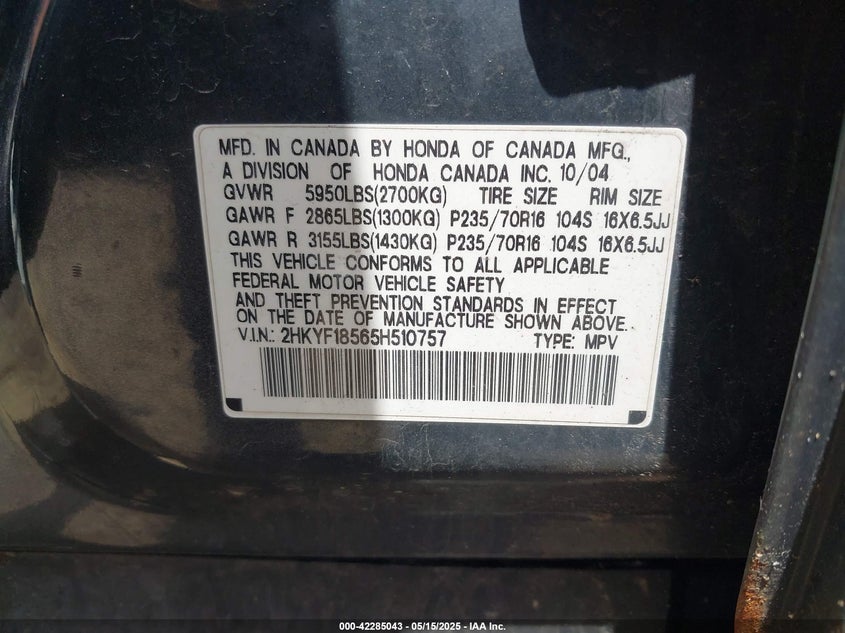 MFD. IN CANADA BY HONDA OF CANADA MFG.,
A DIVISION OF HONDA CANADA INC. 10/04
GVWR 5950LBS(2700KG) TIRE SIZE RIM SIZE
GAWR F 2865LBS(1300KG) P235/70R16 104S 16X6.5JJ
GAWR R 3155LBS(1430KG) P235/70R16 104S 16X6.5JJ
THIS VEHICLE CONFORMS TO ALL APPLICABLE
FEDERAL MOTOR VEHICLE SAFETY
AND THEFT PREVENTION STANDARDS IN EFFECT
ON THE DATE OF MANUFACTURE SHOWN ABOVE.
V.I.N.: 2HKYF18565H510757 TYPE: MPV
000-42285043 - 05/15/2025 - IAA Inc.